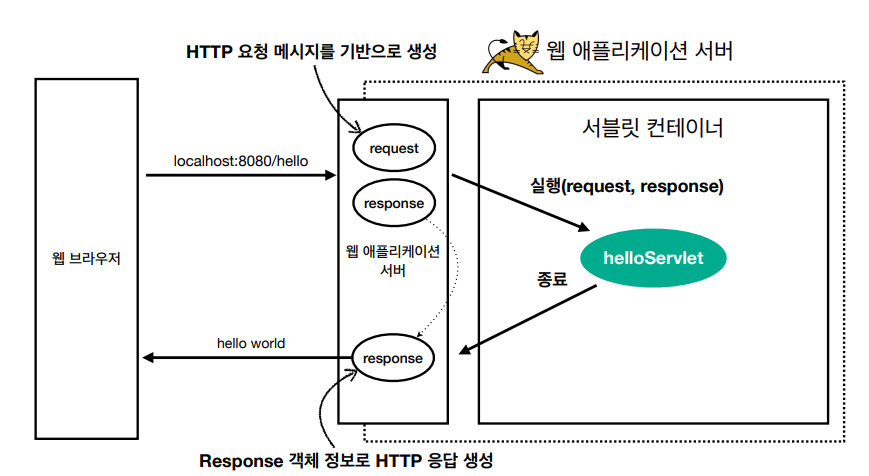 HTTP 요청 메시지를 기반으로 생성
웹 애플리케이션 서버
서블릿 컨테이너
request
localhost:8080/hello
실행(request, response)
response
웹 브라우저
웹 애플리케이션
서버
helloServlet
종료
hello world
response
Response 객체 정보로 HTTP 응답 생성